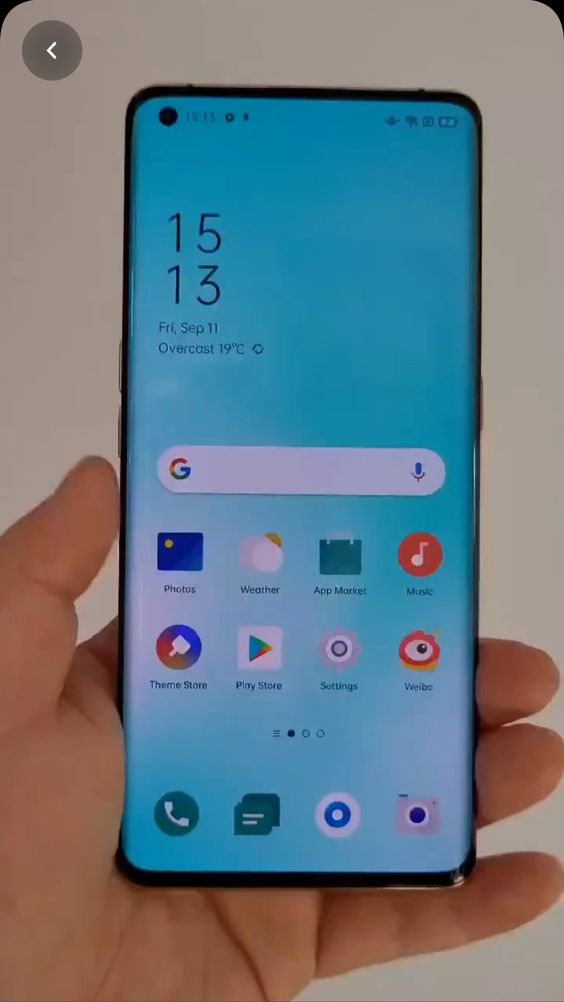 15:13
15
13
Fri, Sep 11
Overcast 19°C
G
Photos
Weather
App Market
Music
Theme Store
Play Store
Settings
Weibo